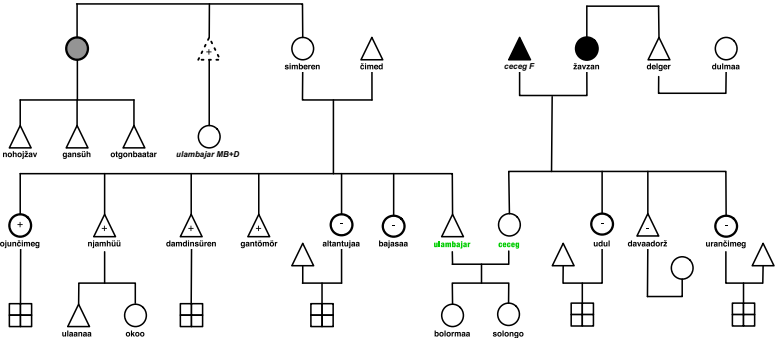 +
simberen čimed ceceg F žavzan delger dulmaa
nohojžav gansüh otgonbaatar ulambajar MB+D
+ + + + - - - - -
ojunčimeg njamhüü damdinsüren gantömör altantujaa bajasaa ulambajar ceceg udul davaadorž urančimeg
ulaanaa okoo bolormaa solongo